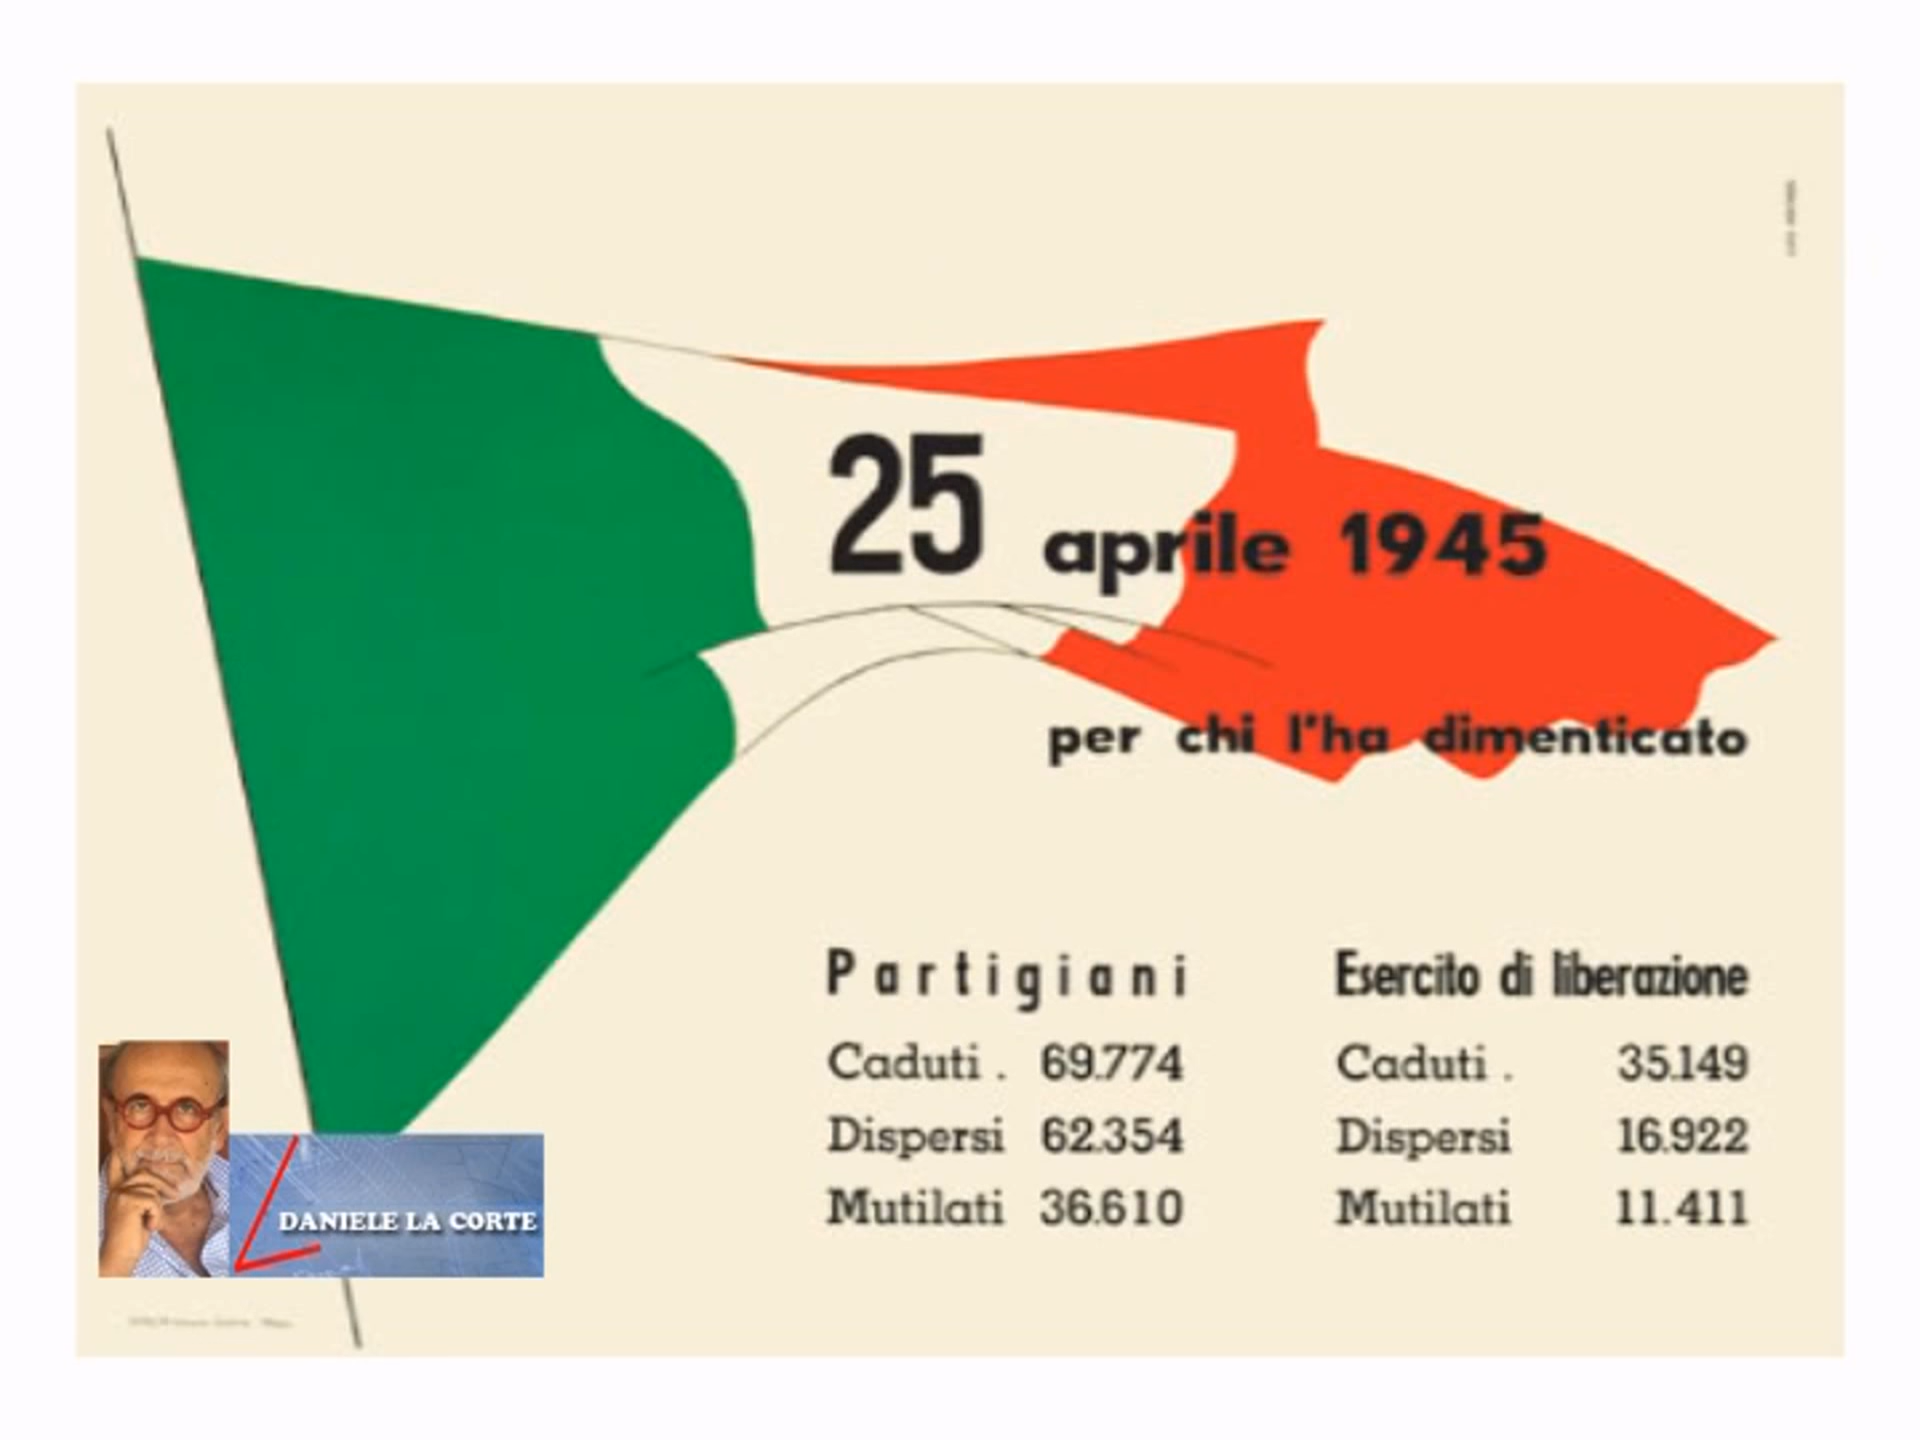 25 aprile 1945
per chi l'ha dimenticato
Partigiani
Caduti . 69.774
Dispersi 62.354
Mutilati 36.610
Esercito di liberazione
Caduti . 35.149
Dispersi 16.922
Mutilati 11.411
DANIELE LA CORTE